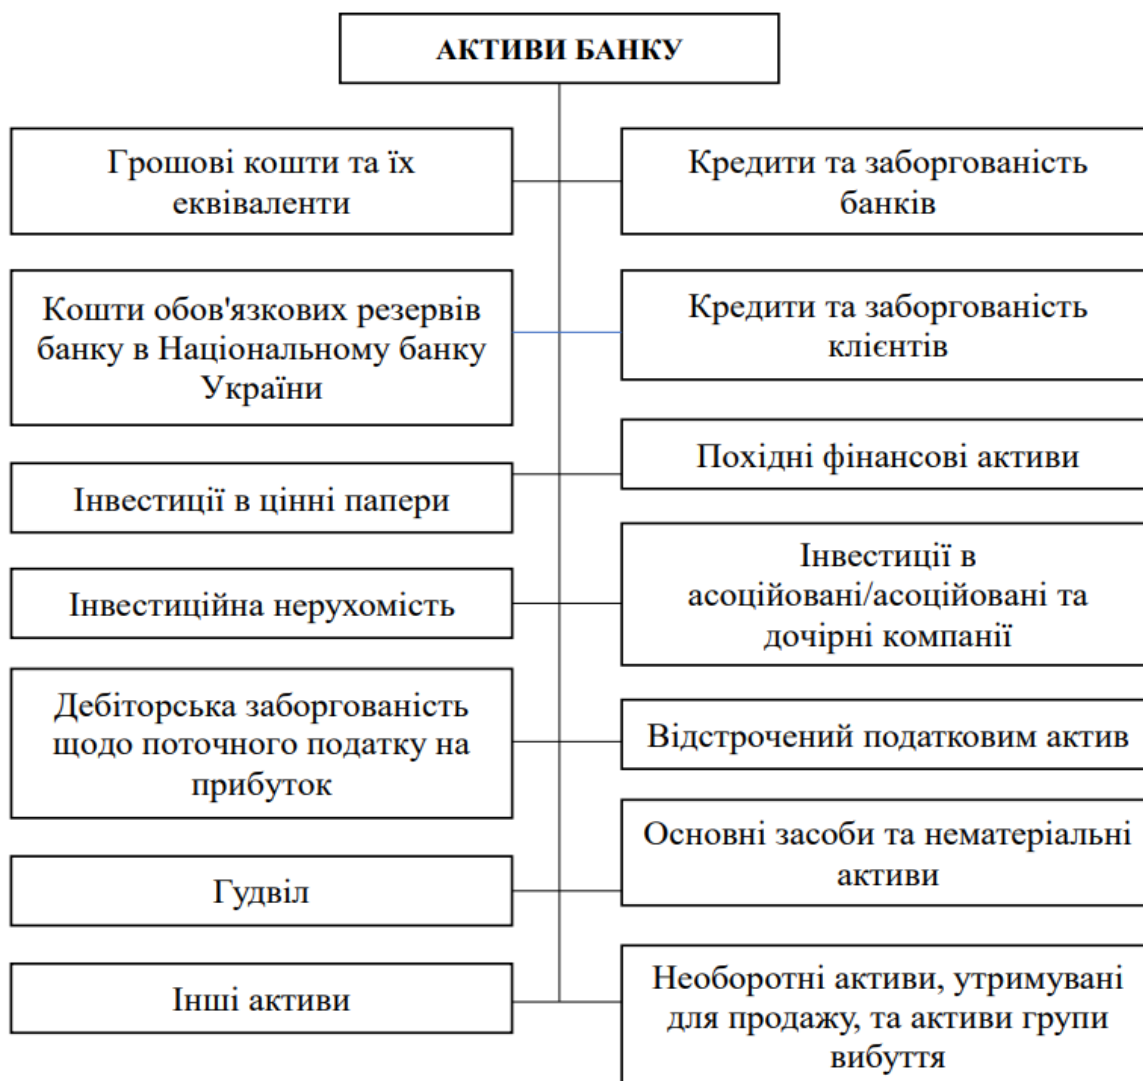 АКТИВИ БАНКУ
Грошові кошти та їх
еквіваленти
Кредити та заборгованість
банків
Кошти обов'язкових резервів
банку в Національному банку
України
Кредити та заборгованість
клієнтів
Інвестиції в цінні папери
Похідні фінансові активи
Інвестиційна нерухомість
Інвестиції в
асоційовані/асоційовані та
дочірні компанії
Дебіторська заборгованість
щодо поточного податку на
прибуток
Відстрочений податковим актив
Гудвіл
Основні засоби та нематеріальні
активи
Інші активи
Необоротні активи, утримувані
для продажу, та активи групи
вибуття